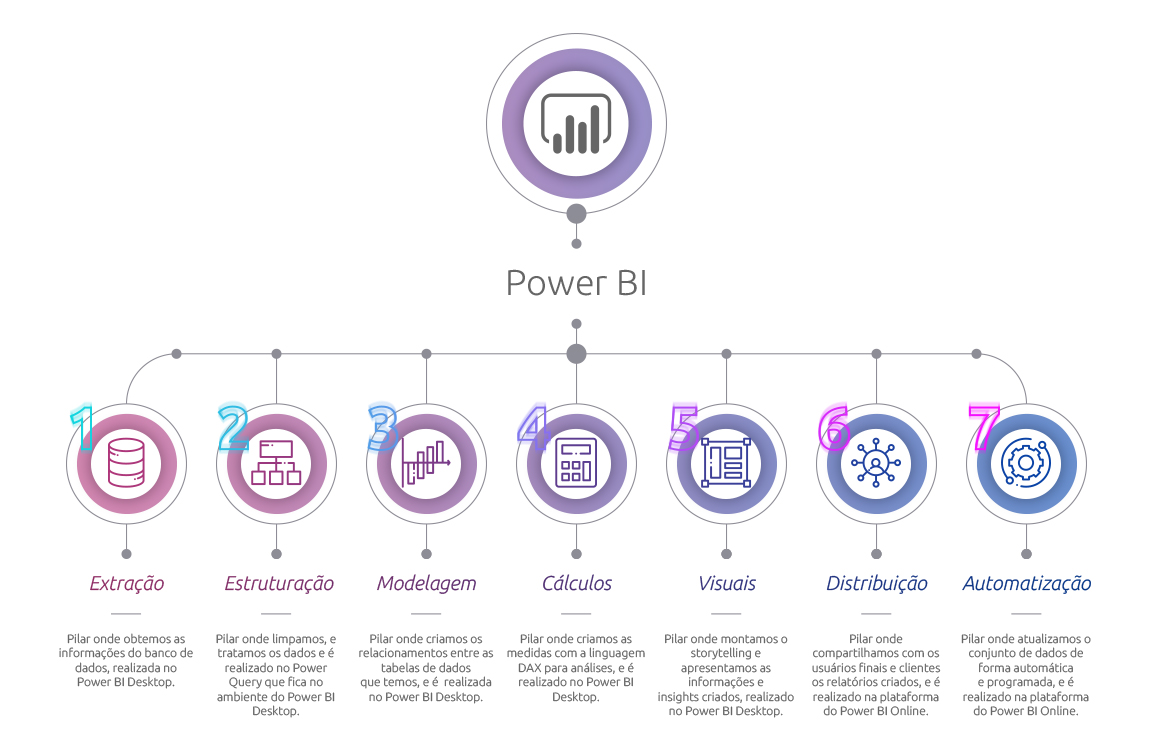 Power BI
1
2
3
4
5
6
7
Extração
Estruturação
Modelagem
Cálculos
Visuais
Distribuição
Automatização
Pilar onde obtemos as
informações do banco de
dados, realizada no
Power BI Desktop.
Pilar onde limpamos, e
tratamos os dados e é
realizado no Power
Query que fica no
ambiente do Power BI
Desktop.
Pilar onde criamos os
relacionamentos entre as
tabelas de dados
que temos, e é realizada
no Power BI Desktop.
Pilar onde criamos as
medidas com a linguagem
DAX para análises, e é
realizado no Power BI
Desktop.
Pilar onde montamos o
storytelling e
apresentamos as
informações e
insights criados, realizado
no Power BI Desktop.
Pilar onde
compartilhamos com os
usuários finais e clientes
os relatórios criados, e é
realizado na plataforma
do Power BI Online.
Pilar onde atualizamos o
conjunto de dados de
forma automática
e programada, e é
realizado na plataforma
do Power BI Online.